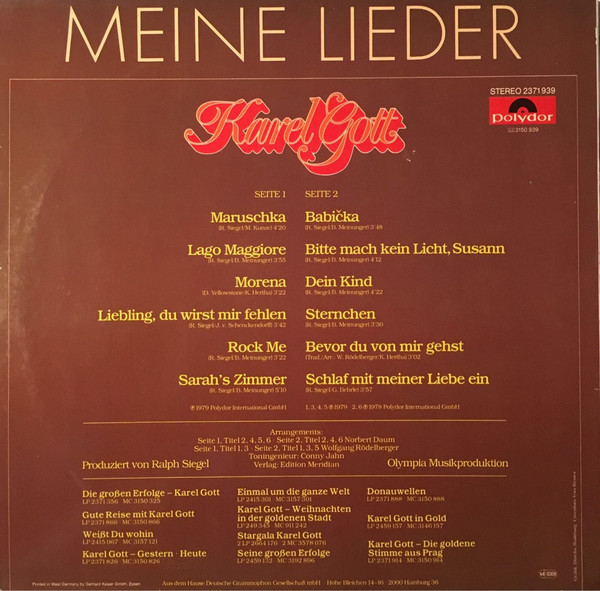 MEINE LIEDER
STEREO 2371 939
Polydor
3150 939
Karel Gott
SEITE 1
Maruschka
(R. Siegel/M. Kunze) 4'20
Lago Maggiore
(R. Siegel/B. Meinunger) 3'55
Morena
(D. Yellowstone/K. Hertha) 3'22
Liebling, du wirst mir fehlen
(R. Siegel/J. v. Schenckendorff) 3'42
Rock Me
(R. Siegel/B. Meinunger) 3'22
Sarah's Zimmer
(R. Siegel/B. Meinunger) 5'10
℗ 1979 Polydor International GmbH
SEITE 2
Babička
(R. Siegel/B. Meinunger) 3'48
Bitte mach kein Licht, Susann
(R. Siegel/B. Meinunger) 4'12
Dein Kind
(R. Siegel/B. Meinunger) 4'22
Sternchen
(R. Siegel/B. Meinunger) 3'30
Bevor du von mir gehst
(Trad./Arr.: W. Rödelberger/K. Hertha) 3'02
Schlaf mit meiner Liebe ein
(R. Siegel/G. Behrle) 3'57
1, 3, 4, 5 ℗ 1979 · 2, 6 ℗ 1978 Polydor International GmbH
Arrangements:
Seite 1, Titel 2, 4, 5, 6 · Seite 2, Titel 2, 4, 6 Norbert Daum
Seite 1, Titel 1, 3 · Seite 2, Titel 1, 3, 5 Wolfgang Rödelberger
Toningenieur: Conny Jahn
Produziert von Ralph Siegel
Verlag: Edition Meridian
Olympia Musikproduktion
Die großen Erfolge – Karel Gott
LP 2371 356 · MC 3150 325
Gute Reise mit Karel Gott
LP 2371 866 · MC 3150 866
Weißt Du wohin
LP 2415 067 · MC 3157 121
Karel Gott – Gestern · Heute
LP 2371 826 · MC 3150 826
Einmal um die ganze Welt
LP 2415 301 · MC 3157 301
Karel Gott – Weihnachten
in der goldenen Stadt
LP 249 345 · MC 911 242
Stargala Karel Gott
2 LP 2664 176 · 2 MC 3578 076
Seine großen Erfolge
LP 2459 132 · MC 3192 896
Donauwellen
LP 2371 888 · MC 3150 888
Karel Gott in Gold
LP 2459 157 · MC 3146 157
Karel Gott – Die goldene
Stimme aus Prag
LP 2371 914 · MC 3150 914
Printed in West Germany by Gerhard Kaiser GmbH, Essen
Aus dem Hause Deutsche Grammophon Gesellschaft mbH · Hohe Bleichen 14-16 · 2000 Hamburg 36